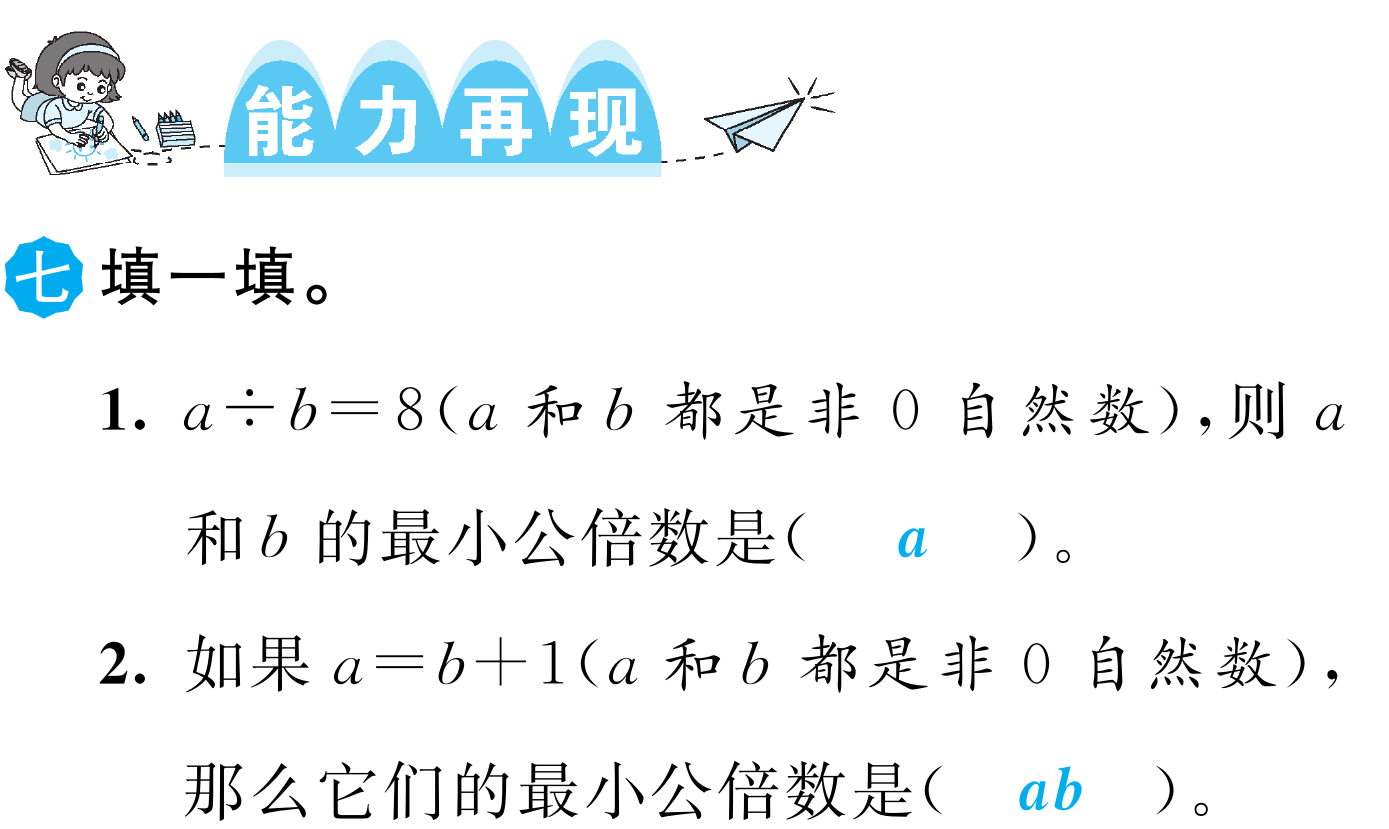 能力再现
七 填一填。
1. a÷b=8(a 和 b 都是非 0 自然数),则 a
和 b 的最小公倍数是( a )。
2. 如果 a=b+1(a 和 b 都是非 0 自然数),
那么它们的最小公倍数是( ab )。